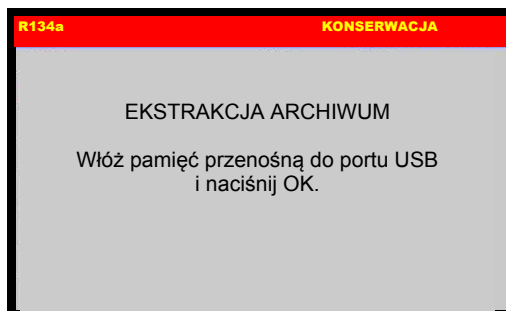 R134a KONSERWACJA
EKSTRAKCJA ARCHIWUM
Włóż pamięć przenośną do portu USB
i naciśnij OK.